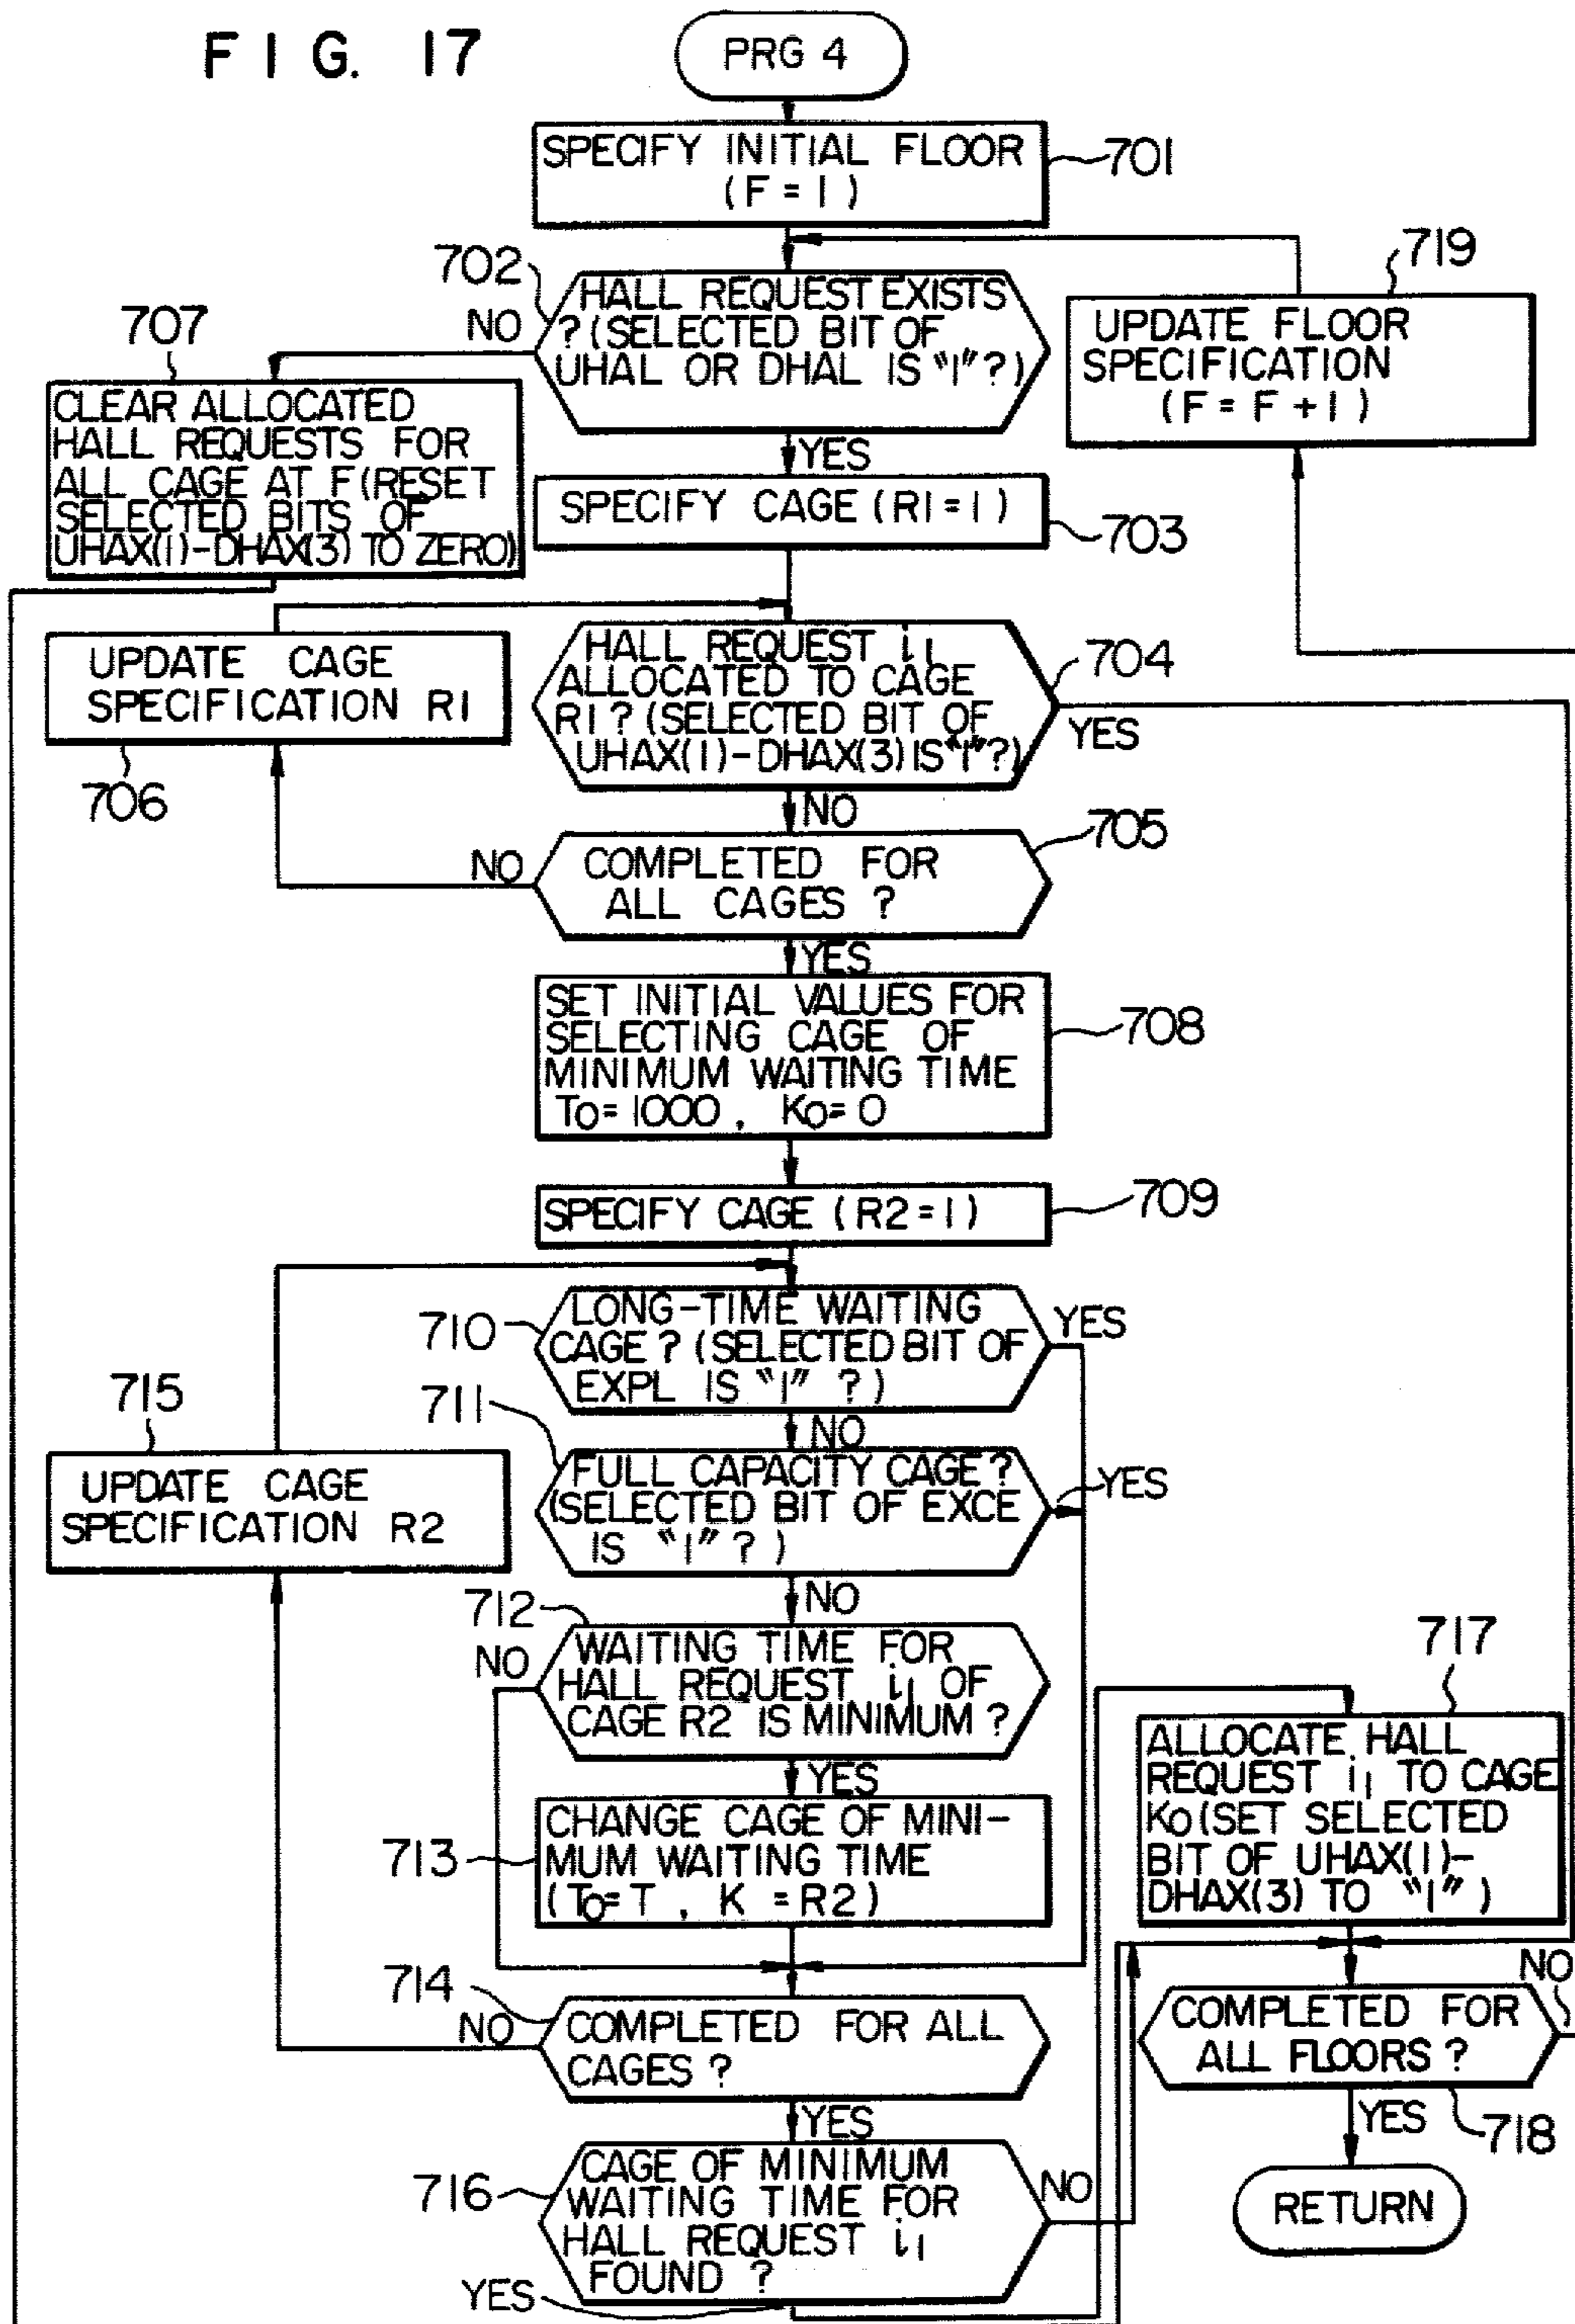 FIG. 17
PRG 4
SPECIFY INITIAL FLOOR
(F = 1)
701
702
HALL REQUEST EXISTS
? (SELECTED BIT OF
UHAL OR DHAL IS "1"?)
NO
YES
719
UPDATE FLOOR
SPECIFICATION
(F = F + 1)
707
CLEAR ALLOCATED
HALL REQUESTS FOR
ALL CAGE AT F (RESET
SELECTED BITS OF
UHAX(1)-DHAX(3) TO ZERO)
SPECIFY CAGE (R1 = 1)
703
UPDATE CAGE
SPECIFICATION R1
706
HALL REQUEST i1
ALLOCATED TO CAGE
R1 ? (SELECTED BIT OF
UHAX(1)-DHAX(3) IS "1"?)
704
YES
NO
705
COMPLETED FOR
ALL CAGES ?
NO
YES
SET INITIAL VALUES FOR
SELECTING CAGE OF
MINIMUM WAITING TIME
T0 = 1000 , K0 = 0
708
SPECIFY CAGE (R2 = 1)
709
710
LONG-TIME WAITING
CAGE ? (SELECTED BIT OF
EXPL IS "1" ?)
YES
NO
711
FULL CAPACITY CAGE ?
(SELECTED BIT OF EXCE
IS "1" ? )
YES
NO
715
UPDATE CAGE
SPECIFICATION R2
712
WAITING TIME FOR
HALL REQUEST i1 OF
CAGE R2 IS MINIMUM ?
NO
YES
713
CHANGE CAGE OF MINI-
MUM WAITING TIME
(T0 = T , K = R2)
714
COMPLETED FOR ALL
CAGES ?
NO
YES
716
CAGE OF MINIMUM
WAITING TIME FOR
HALL REQUEST i1
FOUND ?
NO
YES
717
ALLOCATE HALL
REQUEST i1 TO CAGE
K0 (SET SELECTED
BIT OF UHAX(1)-
DHAX(3) TO "1" )
COMPLETED FOR
ALL FLOORS ?
NO
718
YES
RETURN